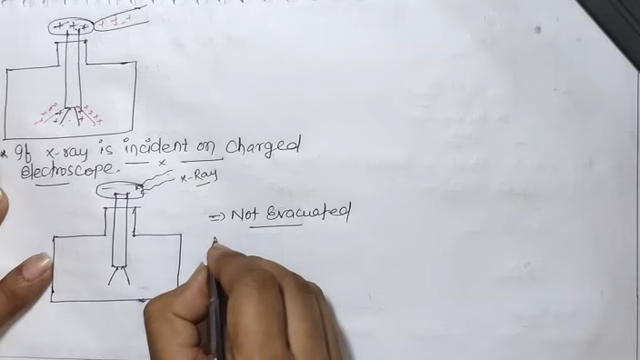 * If x-ray is incident on Charged
electroscope.
x-Ray
⇒ Not Evacuated